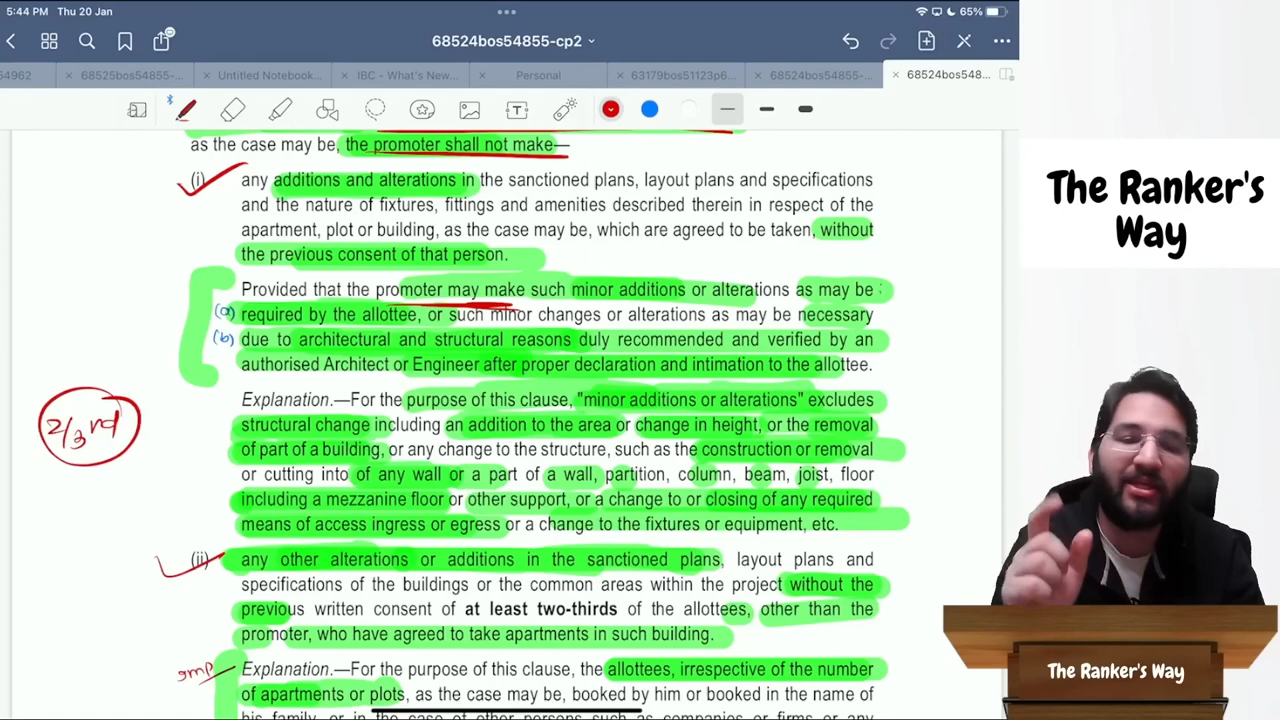 5:44 PM Thu 20 Jan
65%
68524bos54855-cp2
54962
68525bos54855-...
Untitled Notebook...
IBC - What's New...
Personal
63179bos51123p6...
68524bos54855-...
68524bos548...
as the case may be, the promoter shall not make—
(i) any additions and alterations in the sanctioned plans, layout plans and specifications
and the nature of fixtures, fittings and amenities described therein in respect of the
apartment, plot or building, as the case may be, which are agreed to be taken, without
the previous consent of that person.
Provided that the promoter may make such minor additions or alterations as may be
(a) required by the allottee, or such minor changes or alterations as may be necessary
(b) due to architectural and structural reasons duly recommended and verified by an
authorised Architect or Engineer after proper declaration and intimation to the allottee.
Explanation.—For the purpose of this clause, "minor additions or alterations" excludes
structural change including an addition to the area or change in height, or the removal
2/3rd
of part of a building, or any change to the structure, such as the construction or removal
or cutting into of any wall or a part of a wall, partition, column, beam, joist, floor
including a mezzanine floor or other support, or a change to or closing of any required
means of access ingress or egress or a change to the fixtures or equipment, etc.
(ii) any other alterations or additions in the sanctioned plans, layout plans and
specifications of the buildings or the common areas within the project without the
previous written consent of at least two-thirds of the allottees, other than the
promoter, who have agreed to take apartments in such building.
Imp Explanation.—For the purpose of this clause, the allottees, irrespective of the number
of apartments or plots, as the case may be, booked by him or booked in the name of
his family, or in the case of other persons such as companies or firms or any
The Ranker's
Way
The Ranker's Way